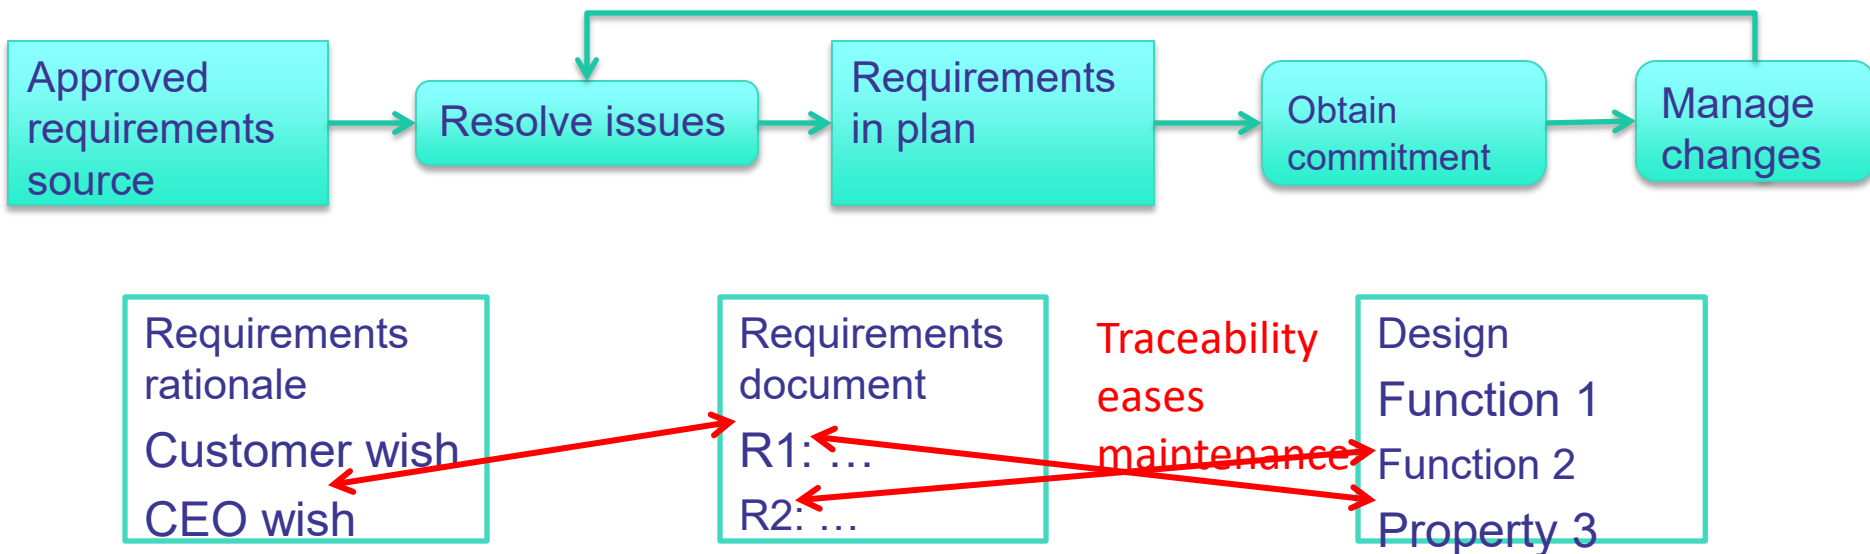 Approved
requirements
source
Resolve issues
Requirements
in plan
Obtain
commitment
Manage
changes
Requirements
rationale
Customer wish
CEO wish
Requirements
document
R1: …
R2: …
Traceability
eases
maintenance
Design
Function 1
Function 2
Property 3